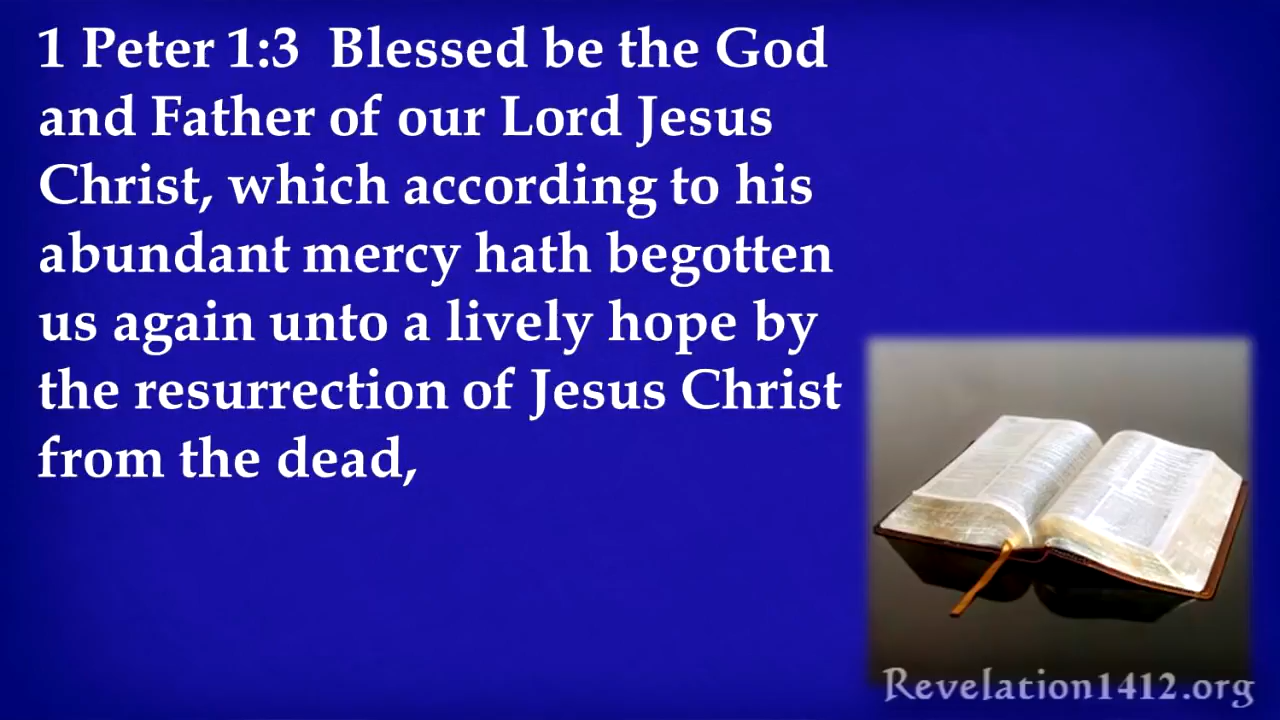 1 Peter 1:3  Blessed be the God
and Father of our Lord Jesus
Christ, which according to his
abundant mercy hath begotten
us again unto a lively hope by
the resurrection of Jesus Christ
from the dead,
Revelation1412.org